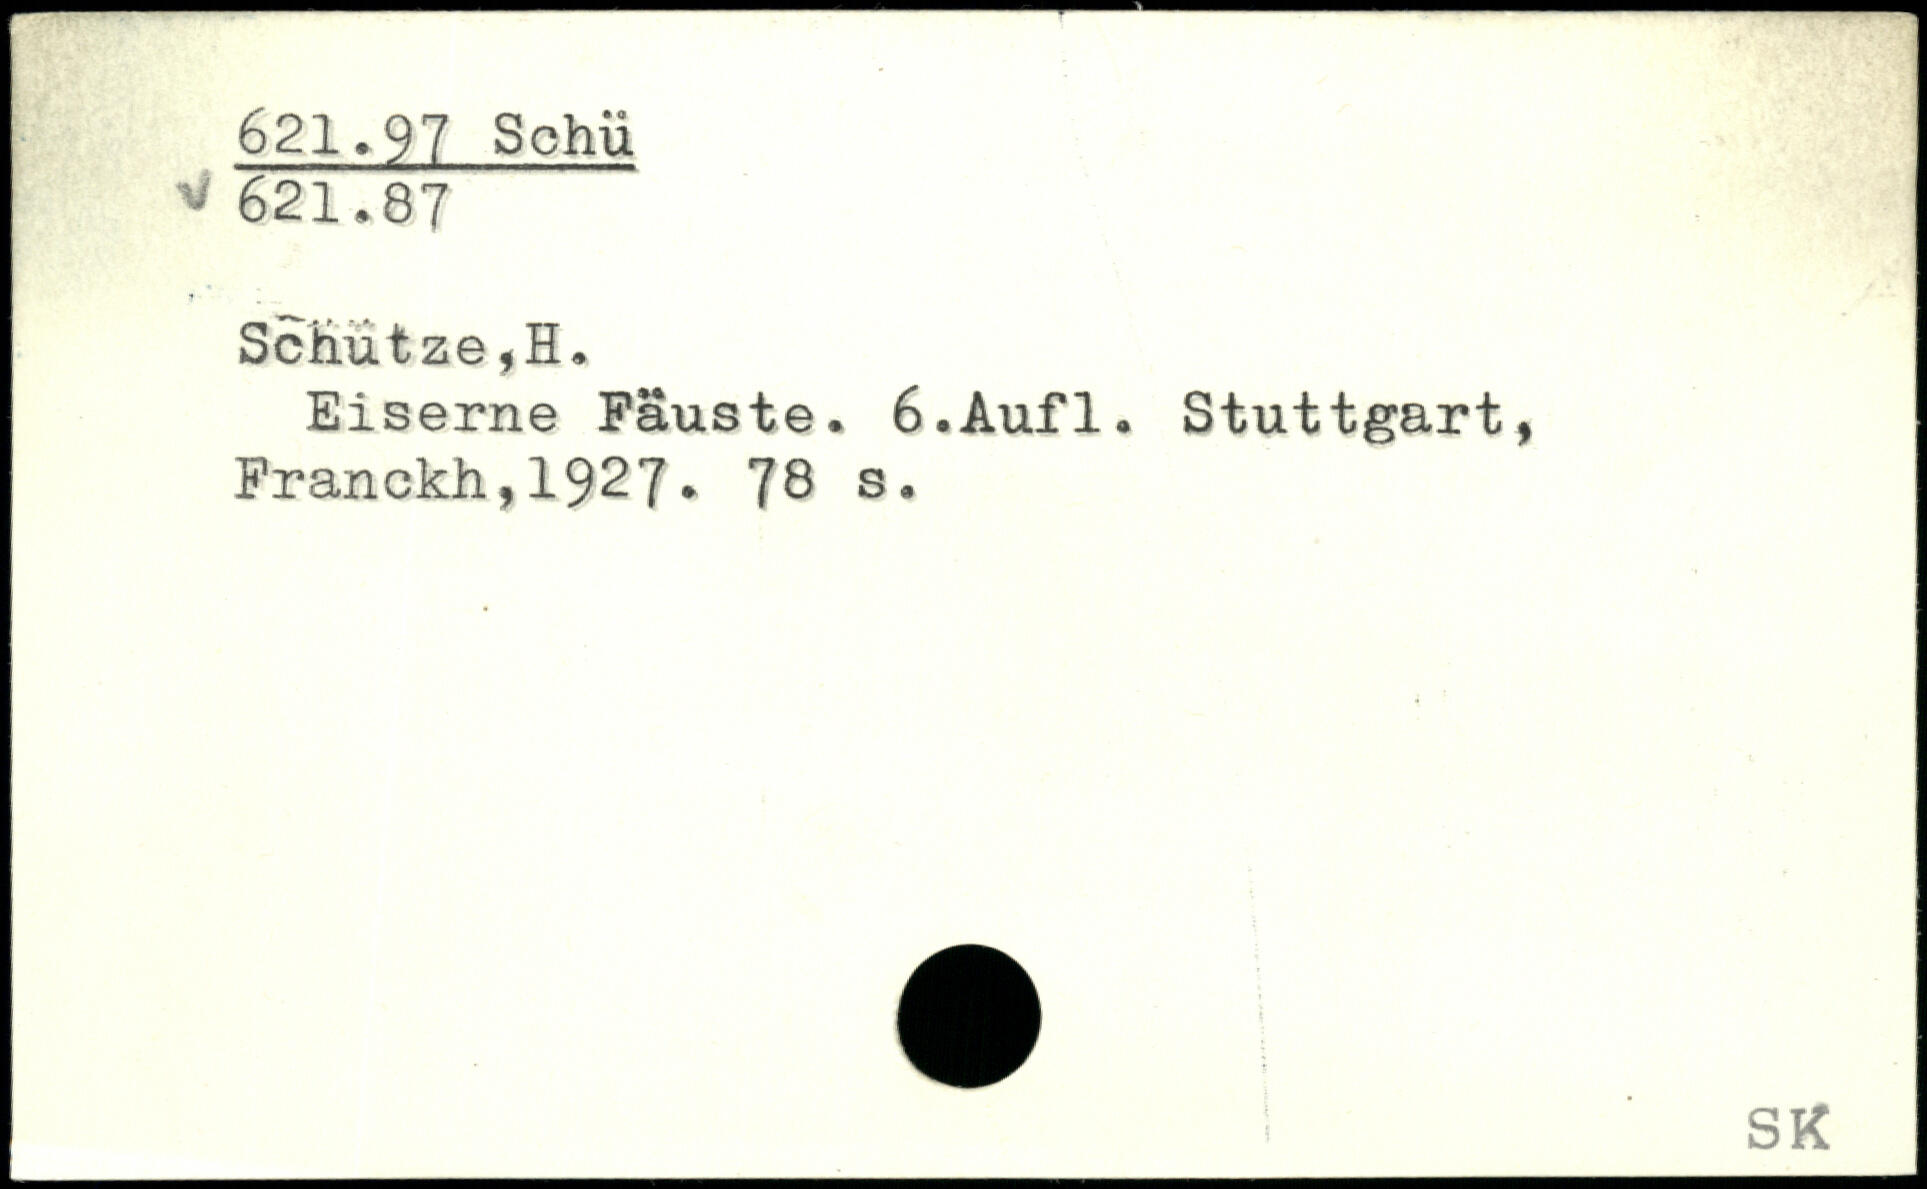 621.97 Schü
v 621.87
Schütze,H.
Eiserne Fäuste. 6.Aufl. Stuttgart,
Franckh,1927. 78 s.
SK